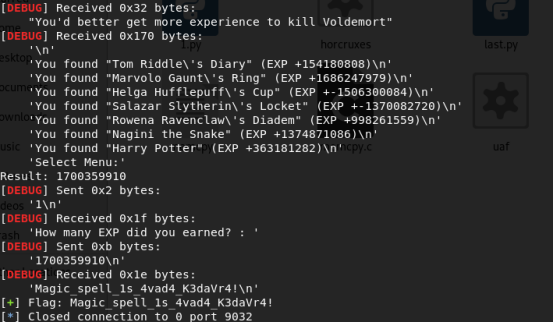 [DEBUG] Received 0x32 bytes:
"You'd better get more experience to kill Voldemort"
[DEBUG] Received 0x170 bytes:
'\n'
'You found "Tom Riddle\'s Diary" (EXP +154180808)\n'
'You found "Marvolo Gaunt\'s Ring" (EXP +1686247979)\n'
'You found "Helga Hufflepuff\'s Cup" (EXP +-1506300084)\n'
'You found "Salazar Slytherin\'s Locket" (EXP +-1370082720)\n'
'You found "Rowena Ravenclaw\'s Diadem" (EXP +998261559)\n'
'You found "Nagini the Snake" (EXP +1374871086)\n'
'You found "Harry Potter" (EXP +363181282)\n'
'Select Menu:'
Result: 1700359910
[DEBUG] Sent 0x2 bytes:
'1\n'
[DEBUG] Received 0x1f bytes:
'How many EXP did you earned? : '
[DEBUG] Sent 0xb bytes:
'1700359910\n'
[DEBUG] Received 0x1e bytes:
'Magic_spell_1s_4vad4_K3daVr4!\n'
[+] Flag: Magic_spell_1s_4vad4_K3daVr4!
[*] Closed connection to 0 port 9032
1.py
horcruxes
last.py
uaf